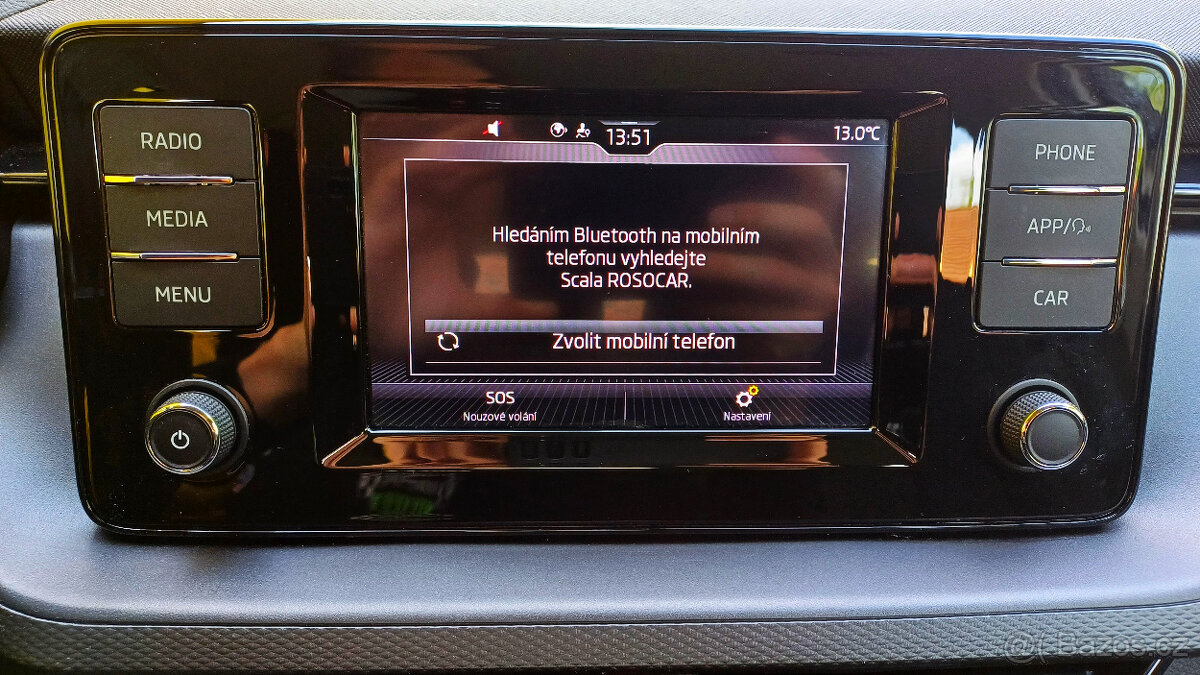 RADIO
MEDIA
MENU
13:51
13.0°C
Hledáním Bluetooth na mobilním
telefonu vyhledejte
Scala ROSOCAR.
Zvolit mobilní telefon
SOS
Nouzové volání
Nastavení
PHONE
APP/
CAR
Bazos.cz